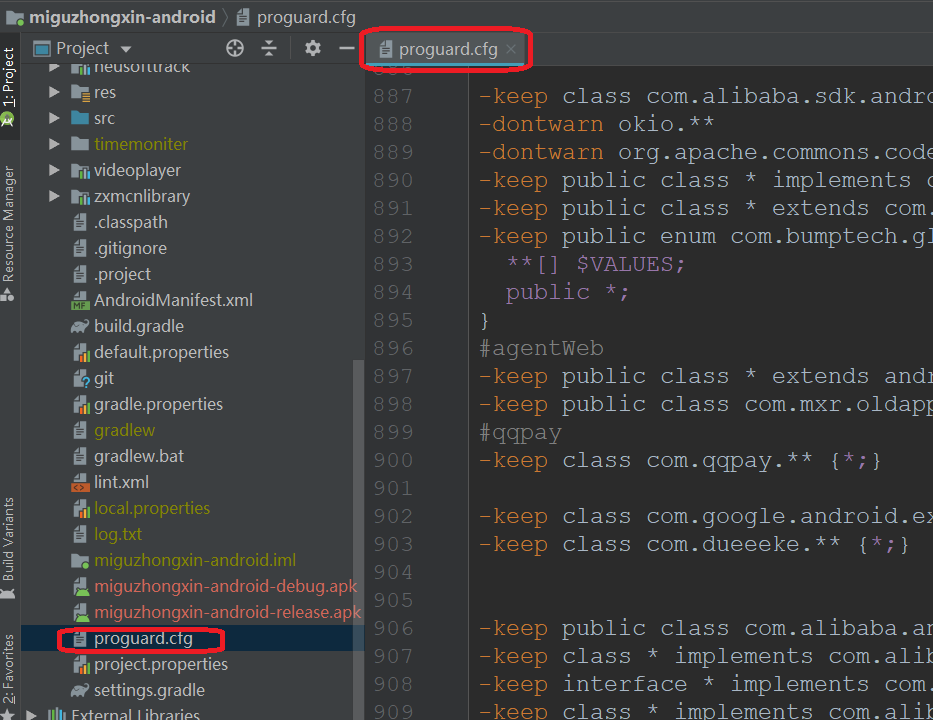 miguzhongxin-android
proguard.cfg
Project
proguard.cfg
1: Project
Resource Manager
Build Variants
2: Favorites
neusofttrack
res
src
timemoniter
videoplayer
zxmcnlibrary
.classpath
.gitignore
.project
AndroidManifest.xml
build.gradle
default.properties
git
gradle.properties
gradlew
gradlew.bat
lint.xml
local.properties
log.txt
miguzhongxin-android.iml
miguzhongxin-android-debug.apk
miguzhongxin-android-release.apk
proguard.cfg
project.properties
settings.gradle
External Libraries
887 -keep class com.alibaba.sdk.andro
888 -dontwarn okio.**
889 -dontwarn org.apache.commons.code
890 -keep public class * implements
891 -keep public class * extends com.
892 -keep public enum com.bumptech.gl
893 **[] $VALUES;
894 public *;
895 }
896 #agentWeb
897 -keep public class * extends andr
898 -keep public class com.mxr.oldapp
899 #qqpay
900 -keep class com.qqpay.** {*;}
901
902 -keep class com.google.android.ex
903 -keep class com.dueeeke.** {*;}
904
905
906 -keep public class com.alibaba.an
907 -keep class * implements com.alib
908 -keep interface * implements com.
909 -keep class * implements com.alib